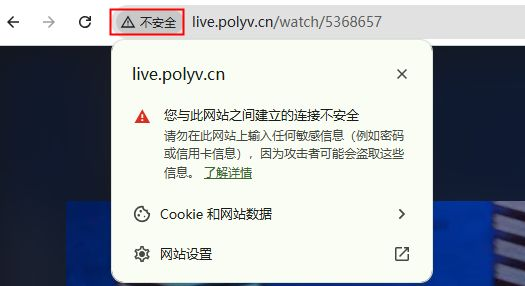 不安全 live.polyv.cn/watch/5368657
live.polyv.cn
您与此网站之间建立的连接不安全
请勿在此网站上输入任何敏感信息（例如密码
或信用卡信息），因为攻击者可能会盗取这些
信息。 了解详情
Cookie 和网站数据
网站设置